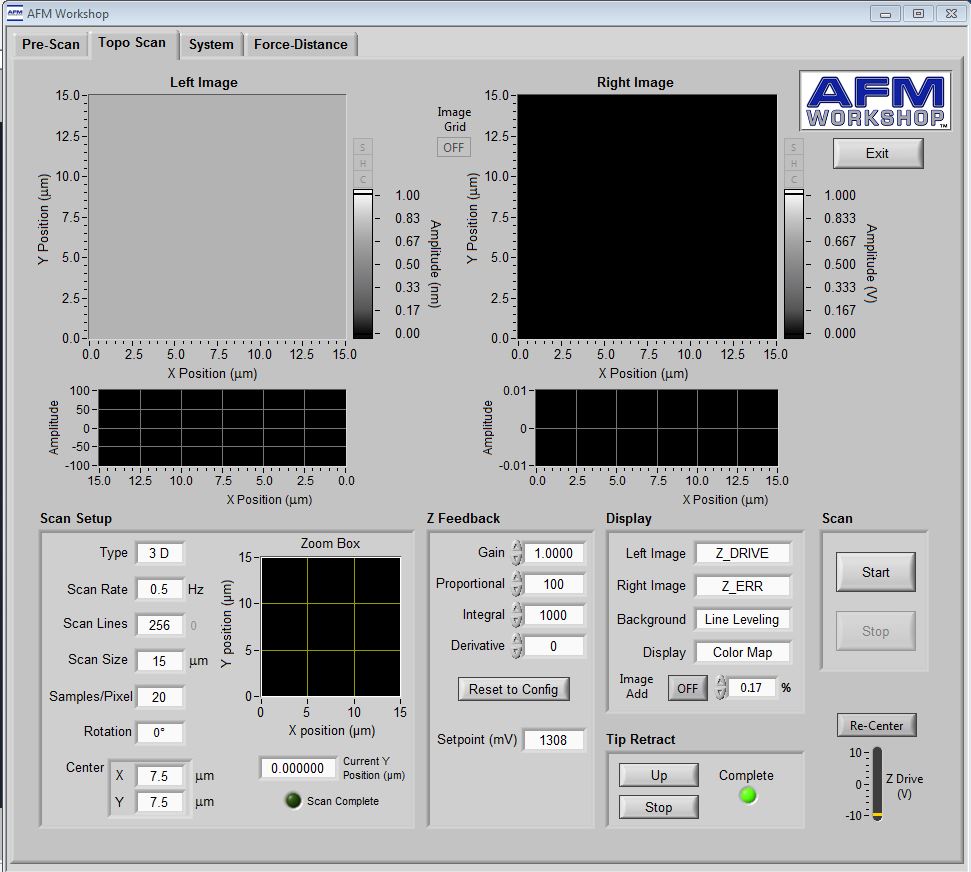 AFM AFM Workshop
Pre-Scan Topo Scan System Force-Distance
Left Image
15.0
12.5
10.0
7.5
5.0
2.5
0.0
Y Position (µm)
0.0 2.5 5.0 7.5 10.0 12.5 15.0
X Position (µm)
S
H
C
1.00
0.83
0.67
0.50
0.33
0.17
0.00
Amplitude (nm)
Image
Grid
OFF
Right Image
15.0
12.5
10.0
7.5
5.0
2.5
0.0
Y Position (µm)
0.0 2.5 5.0 7.5 10.0 12.5 15.0
X Position (µm)
S
H
C
1.000
0.833
0.667
0.500
0.333
0.167
0.000
Amplitude (V)
AFM
WORKSHOP™
Exit
100
50
0
-50
-100
Amplitude
15.0 12.5 10.0 7.5 5.0 2.5 0.0
X Position (µm)
0.01
0
-0.01
Amplitude
0.0 2.5 5.0 7.5 10.0 12.5 15.0
X Position (µm)
Scan Setup
Type 3 D
Scan Rate 0.5 Hz
Scan Lines 256 0
Scan Size 15 µm
Samples/Pixel 20
Rotation 0°
Center
X 7.5 µm
Y 7.5 µm
Zoom Box
15
10
5
0
Y position (µm)
0 5 10 15
X position (µm)
0.000000 Current Y
Position (µm)
Scan Complete
Z Feedback
Gain 1.0000
Proportional 100
Integral 1000
Derivative 0
Reset to Config
Setpoint (mV) 1308
Display
Left Image Z_DRIVE
Right Image Z_ERR
Background Line Leveling
Display Color Map
Image
Add OFF 0.17 %
Tip Retract
Up Complete
Stop
Scan
Start
Stop
Re-Center
10
0
-10
Z Drive
(V)